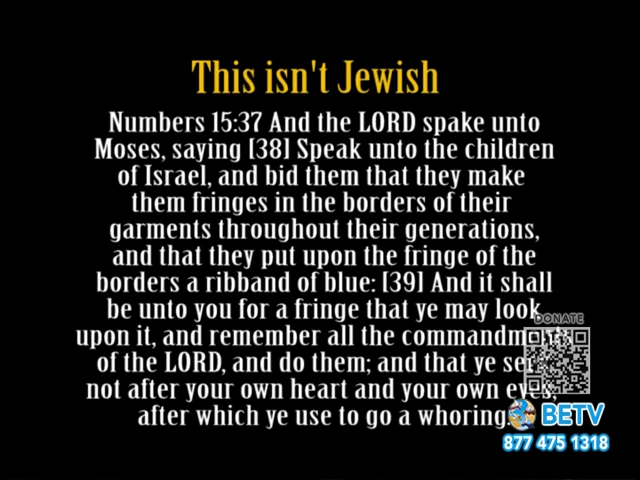 This isn't Jewish
Numbers 15:37 And the LORD spake unto
Moses, saying [38] Speak unto the children
of Israel, and bid them that they make
them fringes in the borders of their
garments throughout their generations,
and that they put upon the fringe of the
borders a ribband of blue: [39] And it shall
be unto you for a fringe that ye may look
upon it, and remember all the
of the LORD, and do them; and that ye
not after your own heart and your own eyes,
after which ye use to go a whoring:
DONATE
BETV
877 475 1318